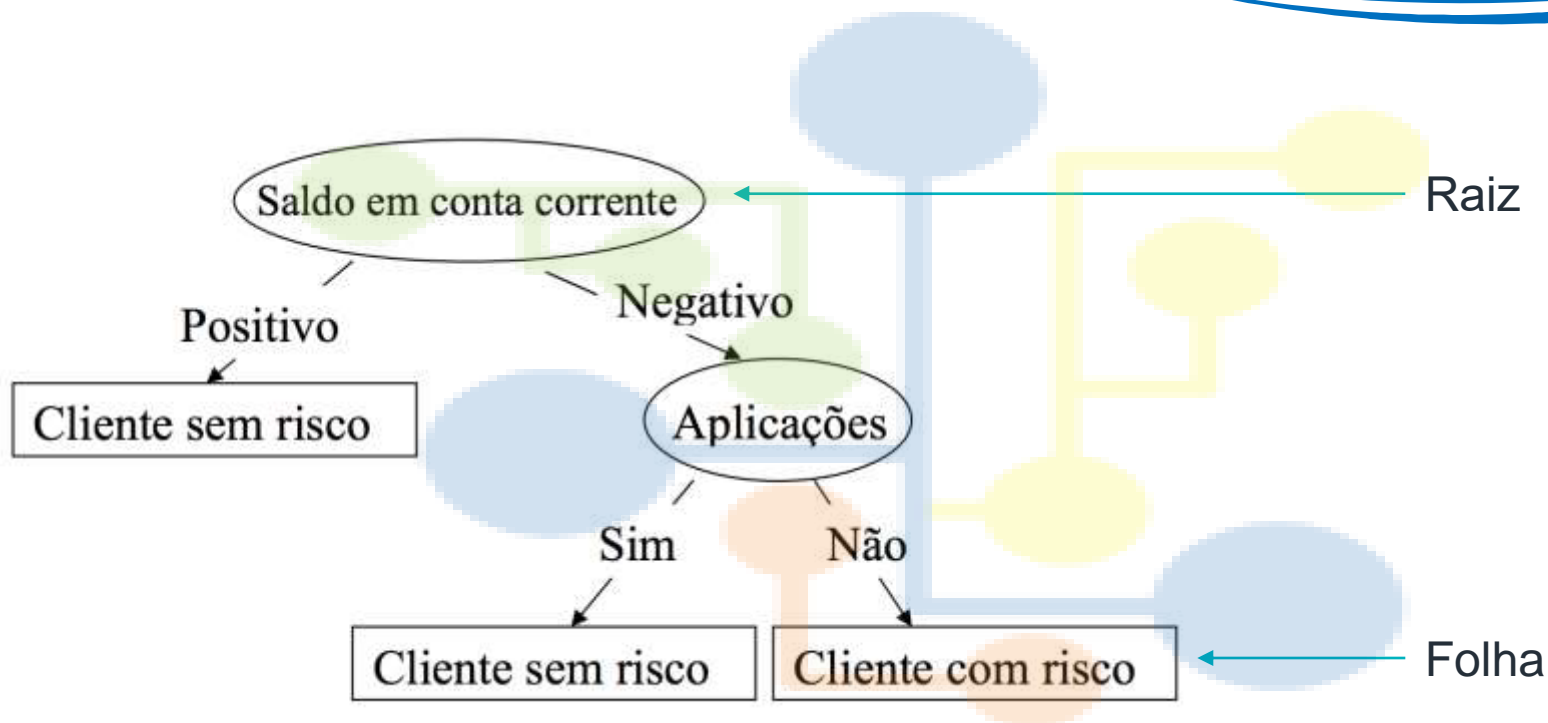 Saldo em conta corrente
Raiz
Positivo
Negativo
Cliente sem risco
Aplicações
Sim
Não
Cliente sem risco
Cliente com risco
Folha